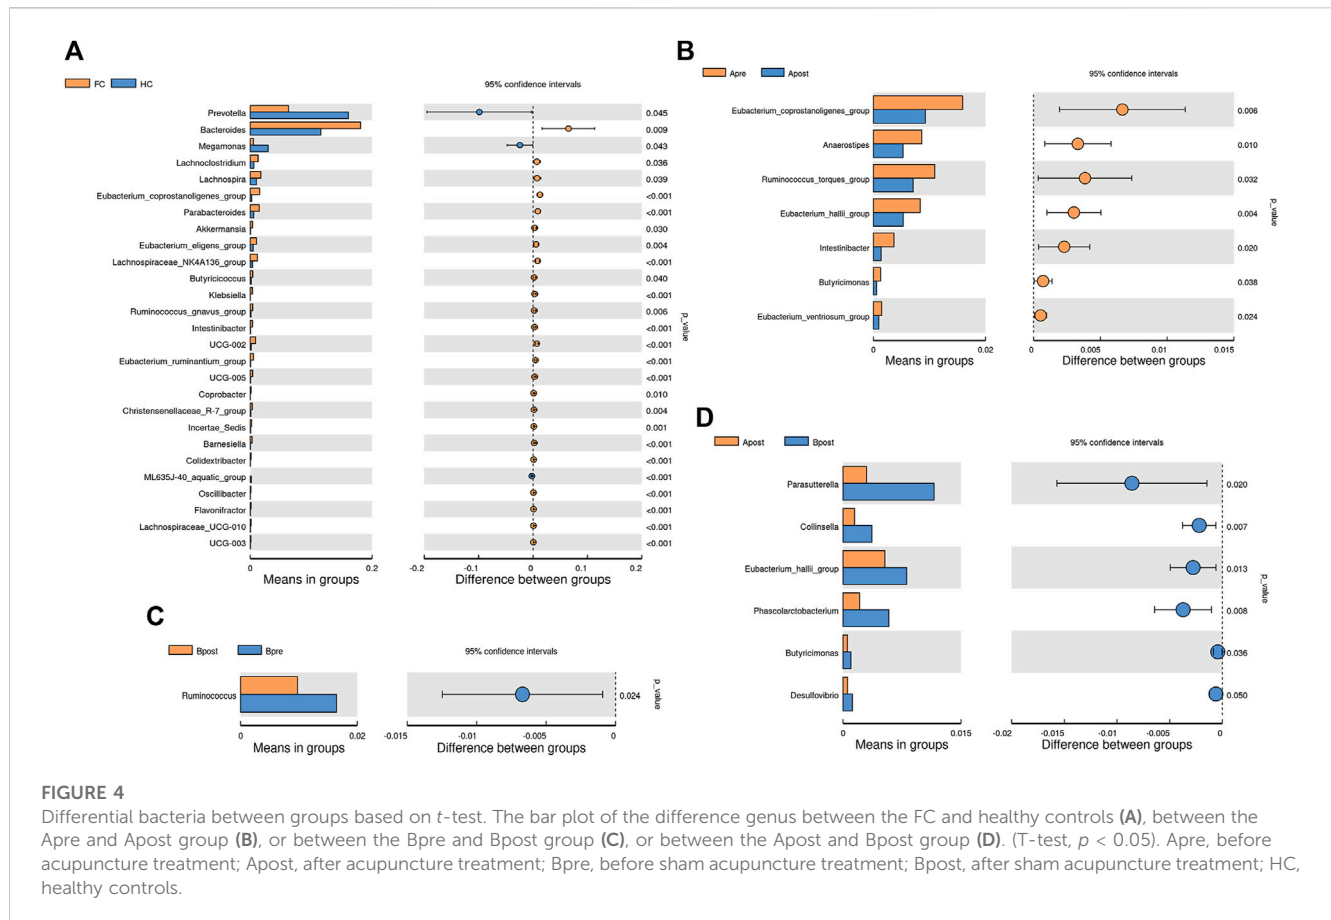 A
FC HC
95% confidence intervals
Prevotella 0.045
Bacteroides 0.009
Megamonas 0.043
Lachnoclostridium 0.036
Lachnospira 0.039
Eubacterium_coprostanoligenes_group <0.001
Parabacteroides <0.001
Akkermansia 0.030
Eubacterium_eligens_group 0.004
Lachnospiraceae_NK4A136_group <0.001
Butyricicoccus 0.040
Klebsiella <0.001
Ruminococcus_gnavus_group 0.006
Intestinibacter <0.001
UCG-002 <0.001
Eubacterium_ruminantium_group <0.001
UCG-005 <0.001
Coprobacter 0.010
Christensenellaceae_R-7_group 0.004
Incertae_Sedis 0.001
Barnesiella <0.001
Colidextribacter <0.001
ML635J-40_aquatic_group <0.001
Oscillibacter <0.001
Flavonifractor <0.001
Lachnospiraceae_UCG-010 <0.001
UCG-003 <0.001
p_value
0 0.2 -0.2 -0.1 0 0.1 0.2
Means in groups Difference between groups
B
Apre Apost
95% confidence intervals
Eubacterium_coprostanoligenes_group 0.006
Anaerostipes 0.010
Ruminococcus_torques_group 0.032
Eubacterium_hallii_group 0.004
Intestinibacter 0.020
Butyricimonas 0.038
Eubacterium_ventriosum_group 0.024
p_value
0 0.02 0 0.005 0.01 0.015
Means in groups Difference between groups
C
Bpost Bpre
95% confidence intervals
Ruminococcus 0.024
p_value
0 0.02 -0.015 -0.01 -0.005 0
Means in groups Difference between groups
D
Apost Bpost
95% confidence intervals
Parasutterella 0.020
Collinsella 0.007
Eubacterium_hallii_group 0.013
Phascolarctobacterium 0.008
Butyricimonas 0.036
Desulfovibrio 0.050
p_value
0 0.015 -0.02 -0.015 -0.01 -0.005 0
Means in groups Difference between groups
FIGURE 4
Differential bacteria between groups based on t-test. The bar plot of the difference genus between the FC and healthy controls (A), between the
Apre and Apost group (B), or between the Bpre and Bpost group (C), or between the Apost and Bpost group (D). (T-test, p < 0.05). Apre, before
acupuncture treatment; Apost, after acupuncture treatment; Bpre, before sham acupuncture treatment; Bpost, after sham acupuncture treatment; HC,
healthy controls.